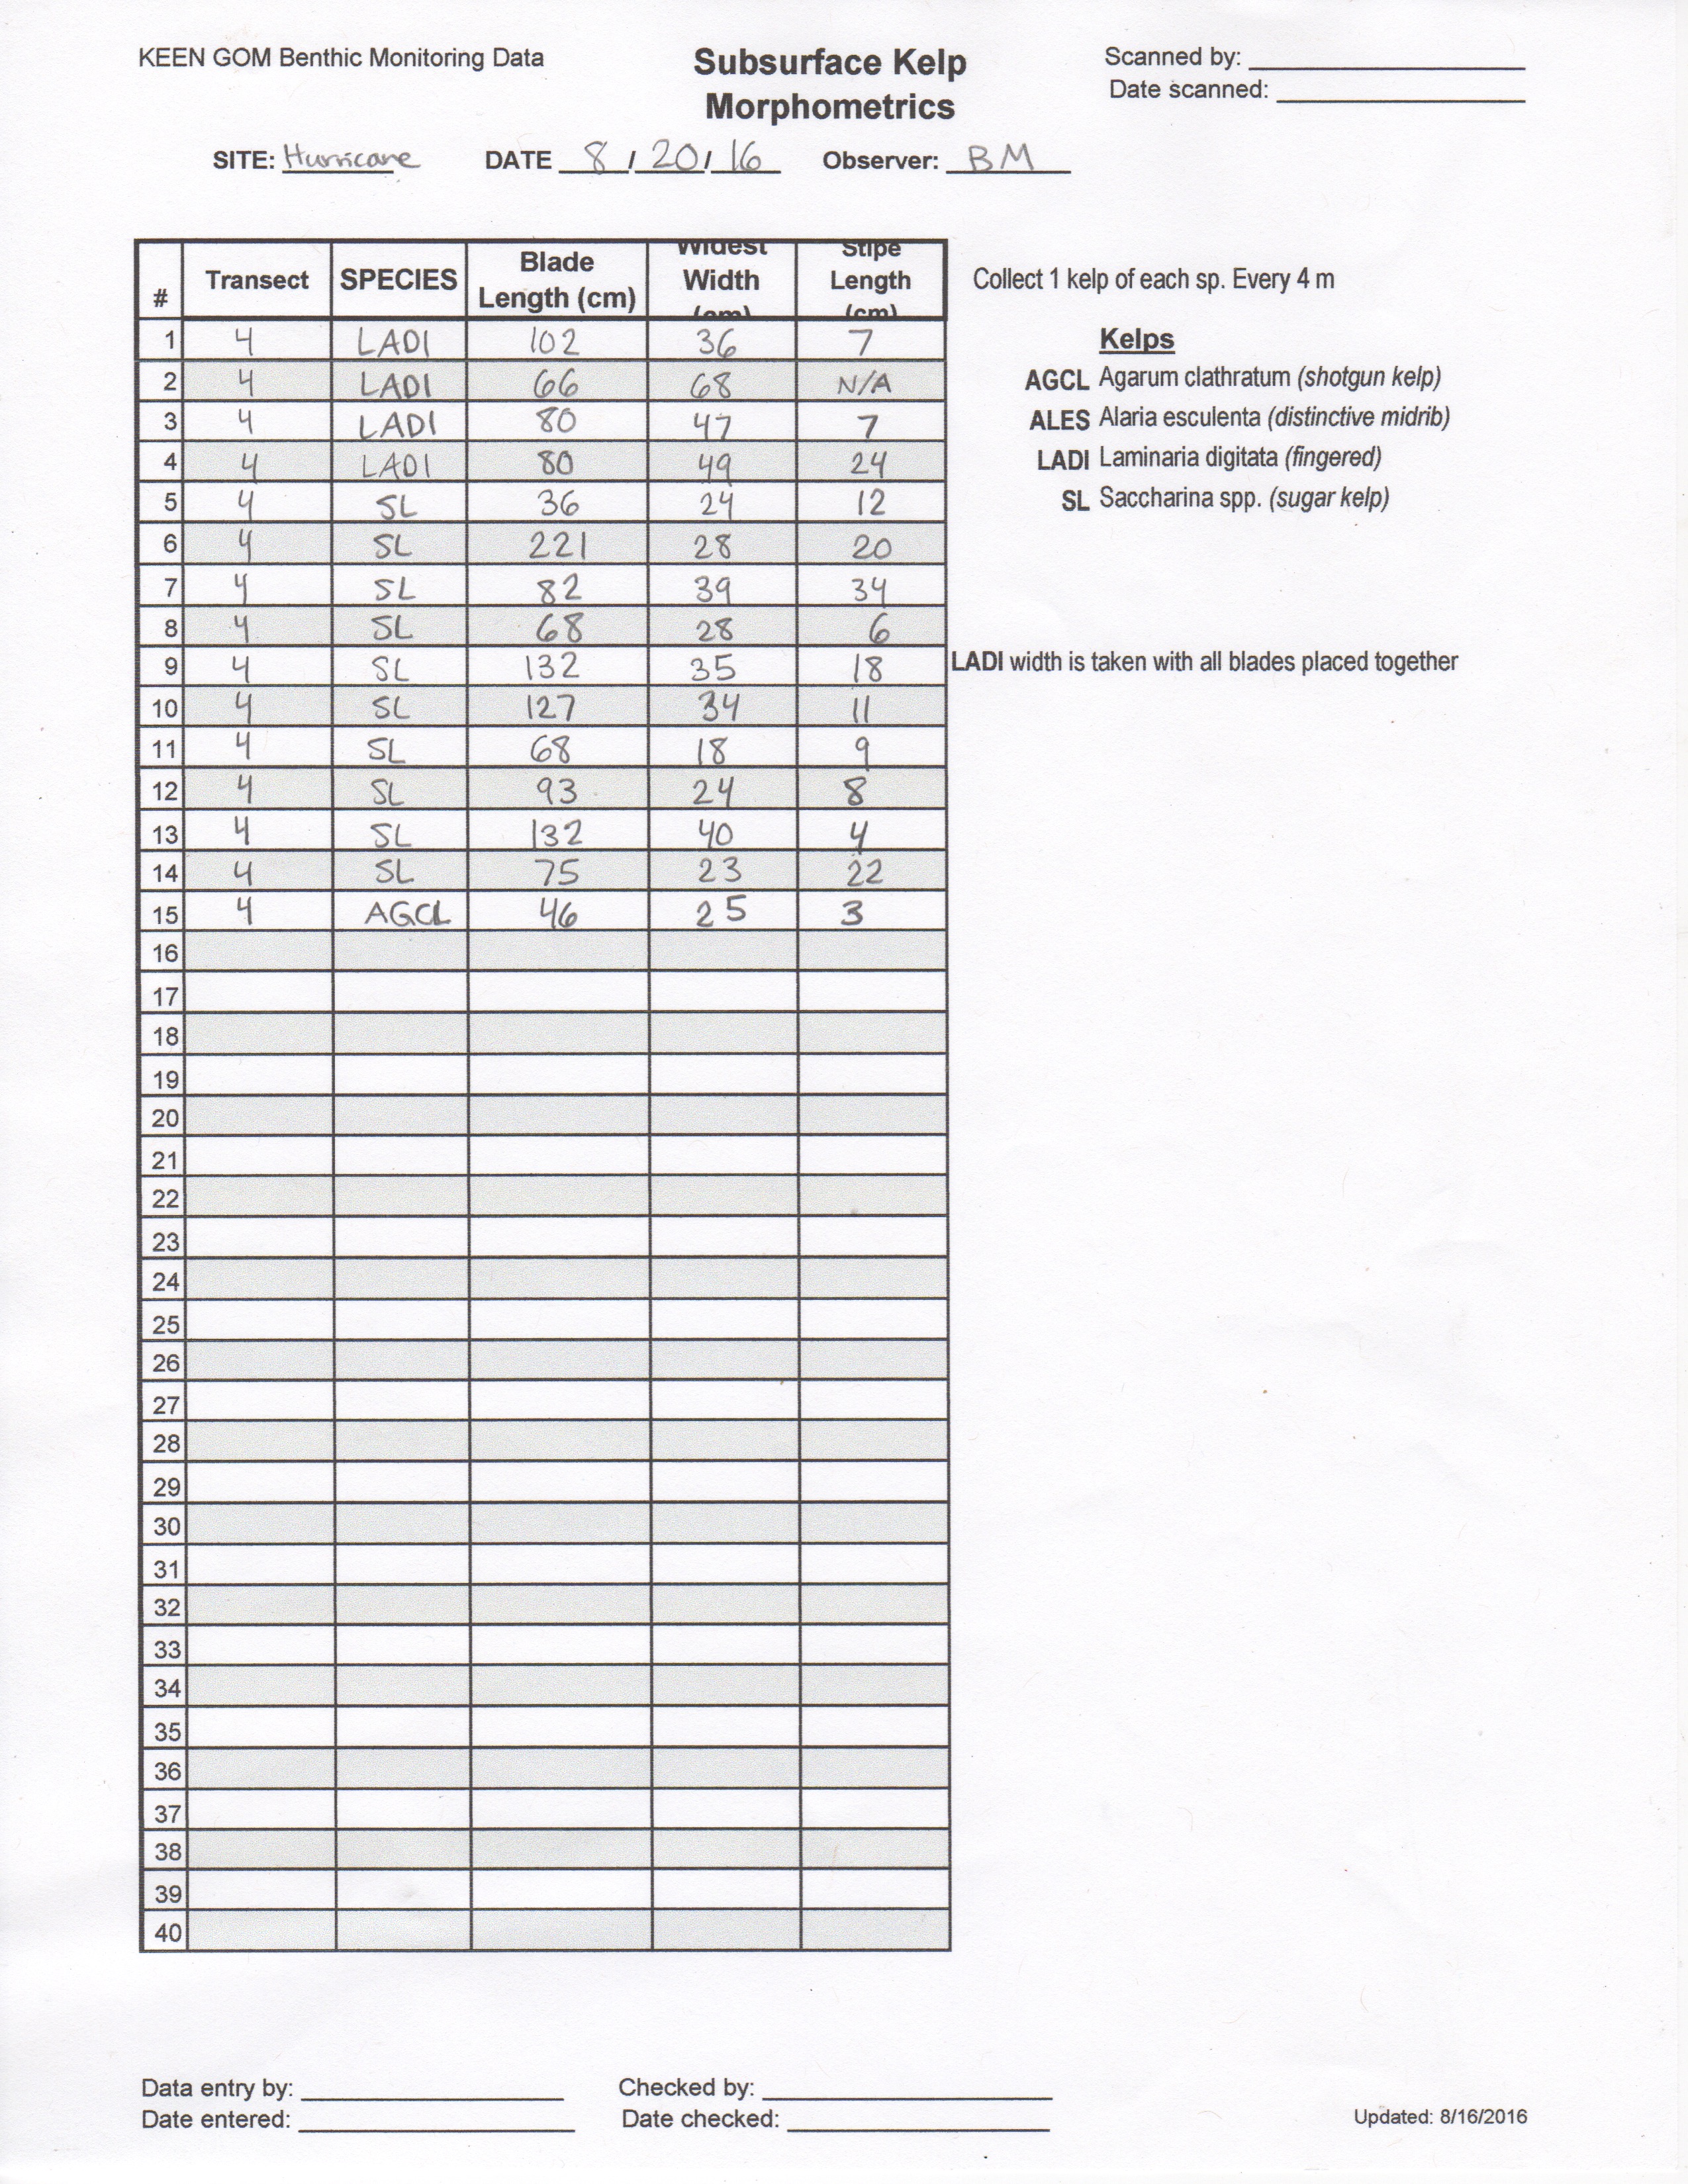 KEEN GOM Benthic Monitoring Data
Subsurface Kelp
Morphometrics
Scanned by:
Date scanned:
SITE: Hurricane DATE 8/20/16 Observer: BM
# Transect SPECIES Blade Length (cm) Widest Width (cm) Stipe Length (cm)
Collect 1 kelp of each sp. Every 4 m
1 4 LADI 102 36 7
Kelps
2 4 LADI 66 68 N/A
AGCL Agarum clathratum (shotgun kelp)
3 4 LADI 80 47 7
ALES Alaria esculenta (distinctive midrib)
4 4 LADI 80 49 24
LADI Laminaria digitata (fingered)
5 4 SL 36 24 12
SL Saccharina spp. (sugar kelp)
6 4 SL 221 28 20
7 4 SL 82 39 34
8 4 SL 68 28 6
9 4 SL 132 35 18
LADI width is taken with all blades placed together
10 4 SL 127 34 11
11 4 SL 68 18 9
12 4 SL 93 24 8
13 4 SL 132 40 4
14 4 SL 75 23 22
15 4 AGCL 46 25 3
16
17
18
19
20
21
22
23
24
25
26
27
28
29
30
31
32
33
34
35
36
37
38
39
40
Data entry by: Checked by:
Date entered: Date checked:
Updated: 8/16/2016